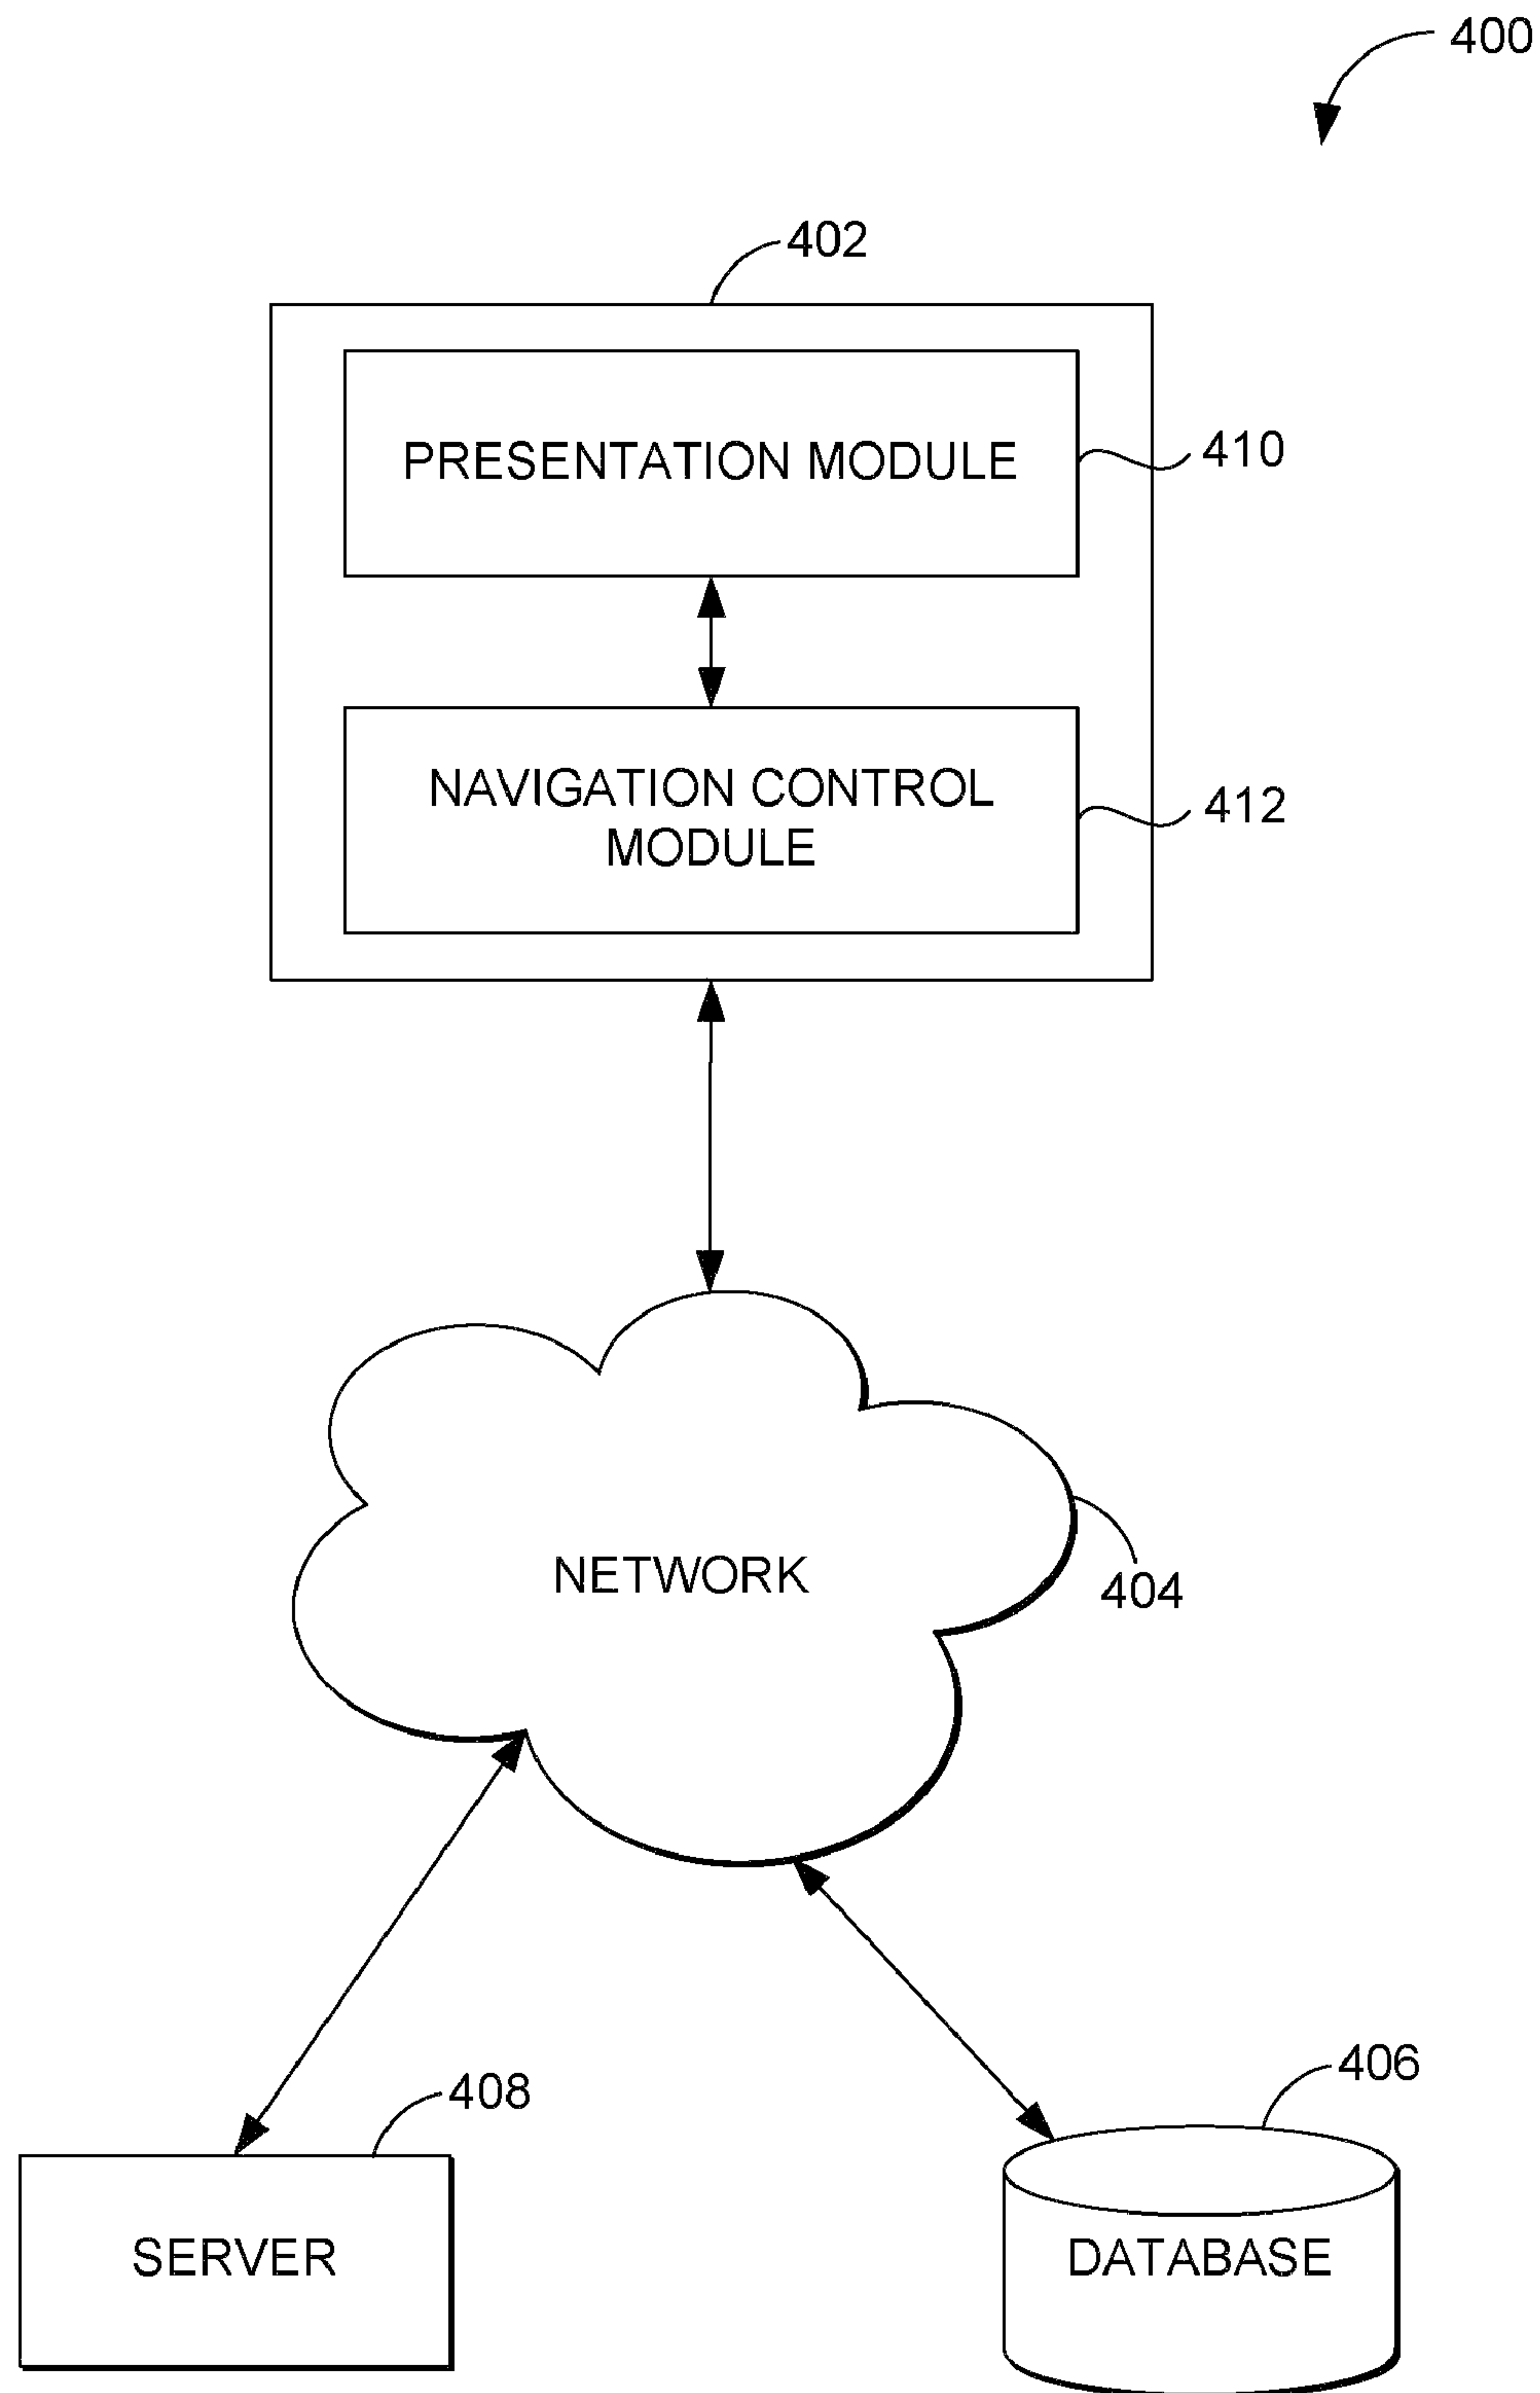 400
402
PRESENTATION MODULE
410
NAVIGATION CONTROL
MODULE
412
NETWORK
404
408
406
SERVER
DATABASE